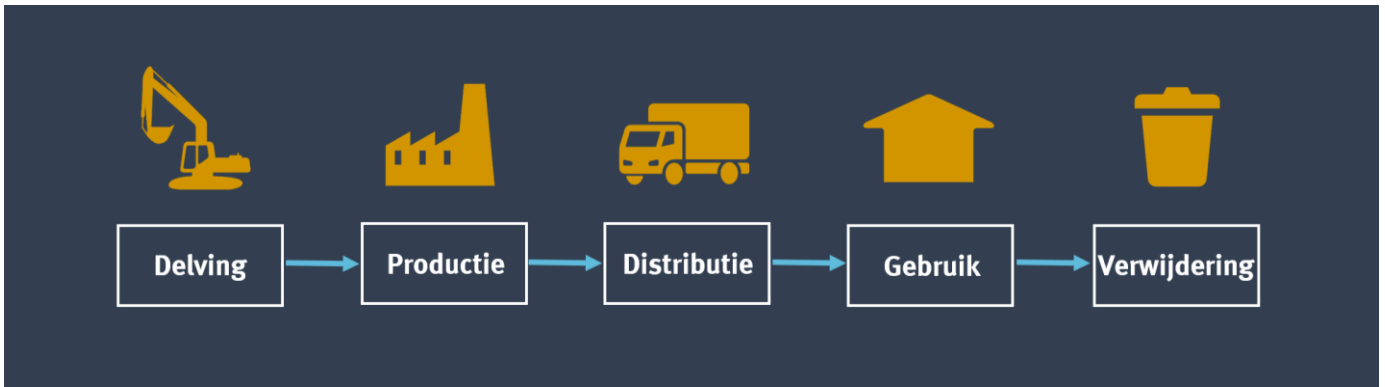 Delving
Productie
Distributie
Gebruik
Verwijdering